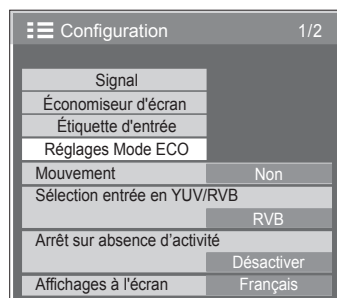 Configuration 1/2
Signal
Économiseur d'écran
Étiquette d'entrée
Réglages Mode ECO
Mouvement Non
Sélection entrée en YUV/RVB
RVB
Arrêt sur absence d'activité
Désactiver
Affichages à l'écran Français